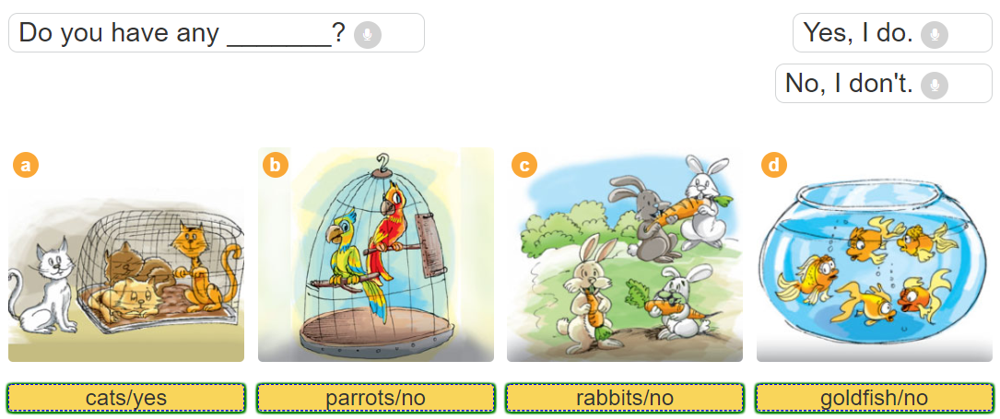 Do you have any _______?
Yes, I do.
No, I don't.
a
b
c
d
cats/yes
parrots/no
rabbits/no
goldfish/no